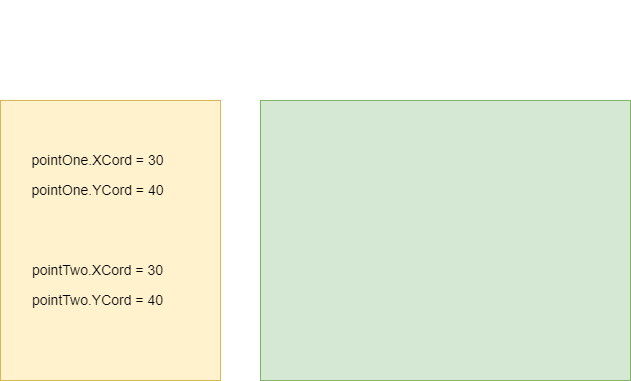 pointOne.XCord = 30
pointOne.YCord = 40
pointTwo.XCord = 30
pointTwo.YCord = 40